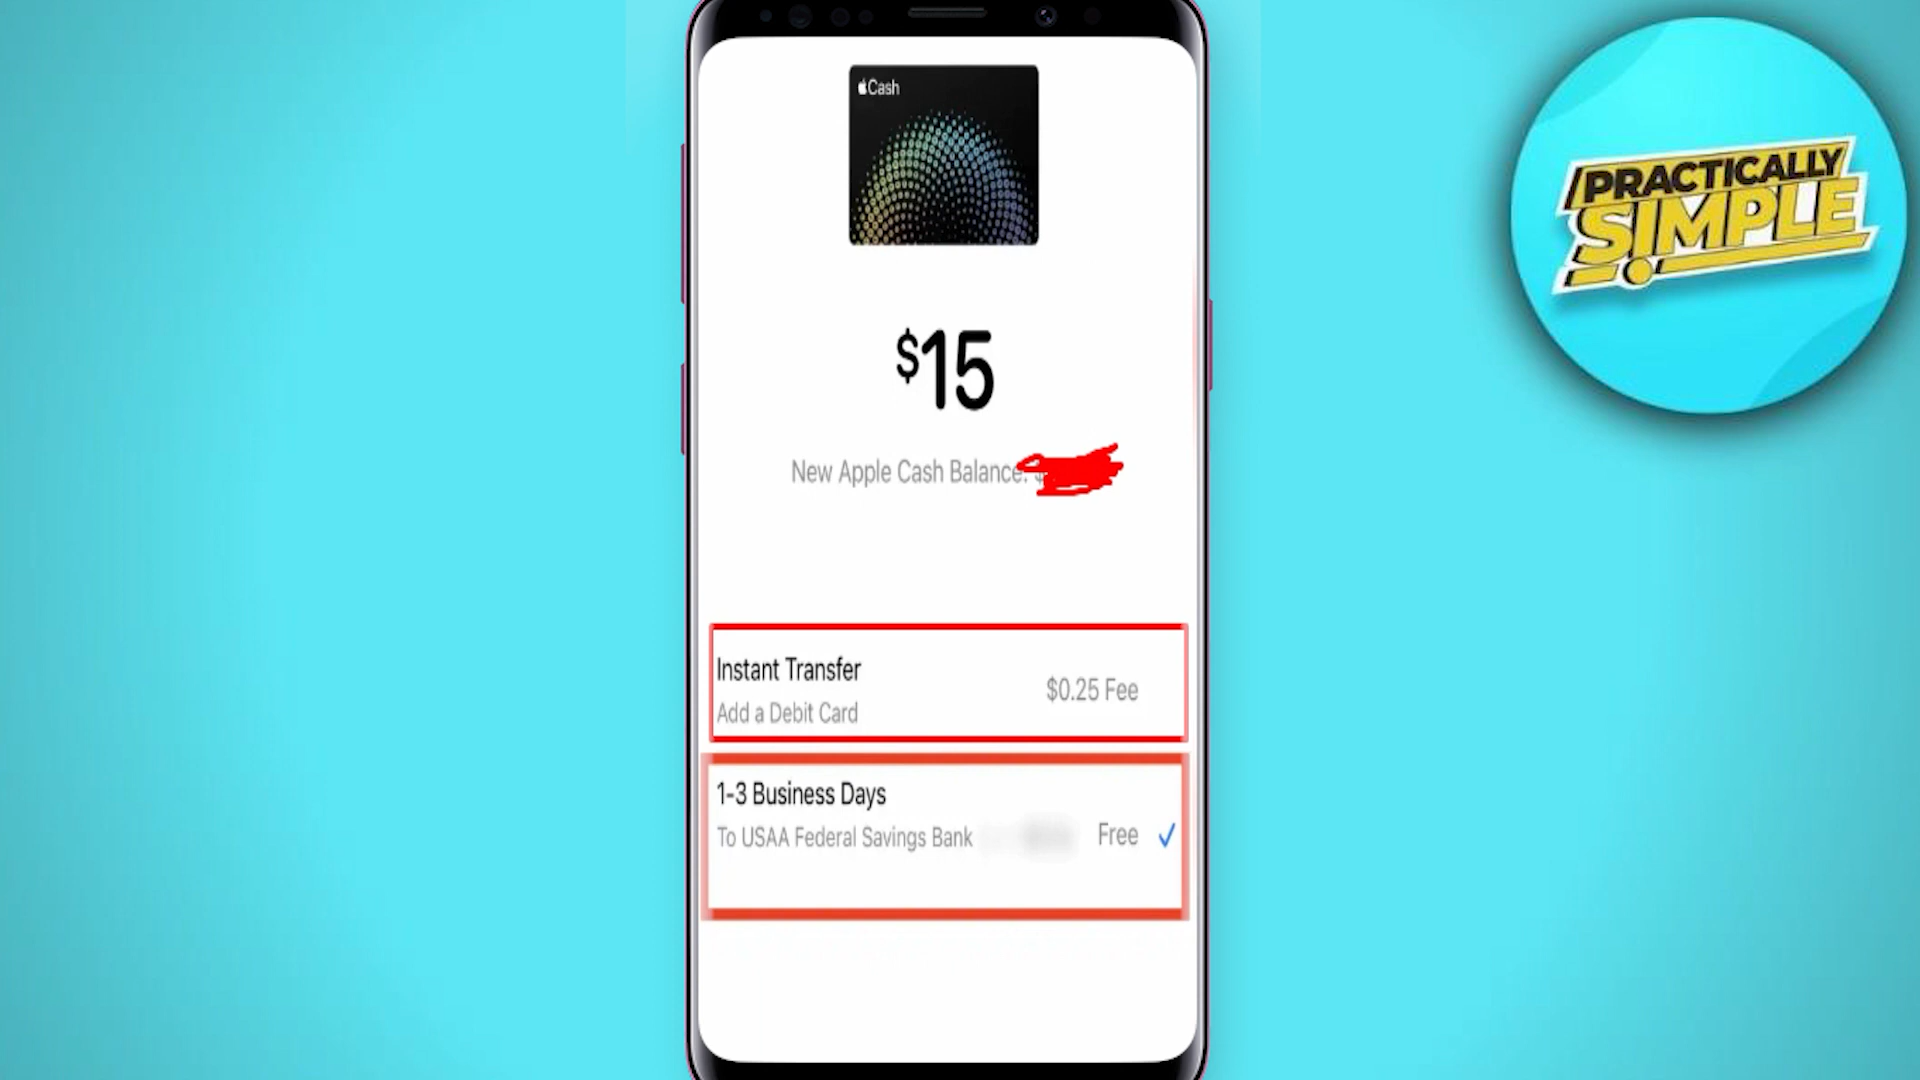 Cash
$15
New Apple Cash Balance: $
Instant Transfer
Add a Debit Card
$0.25 Fee
1-3 Business Days
To USAA Federal Savings Bank
Free
PRACTICALLY
SIMPLE